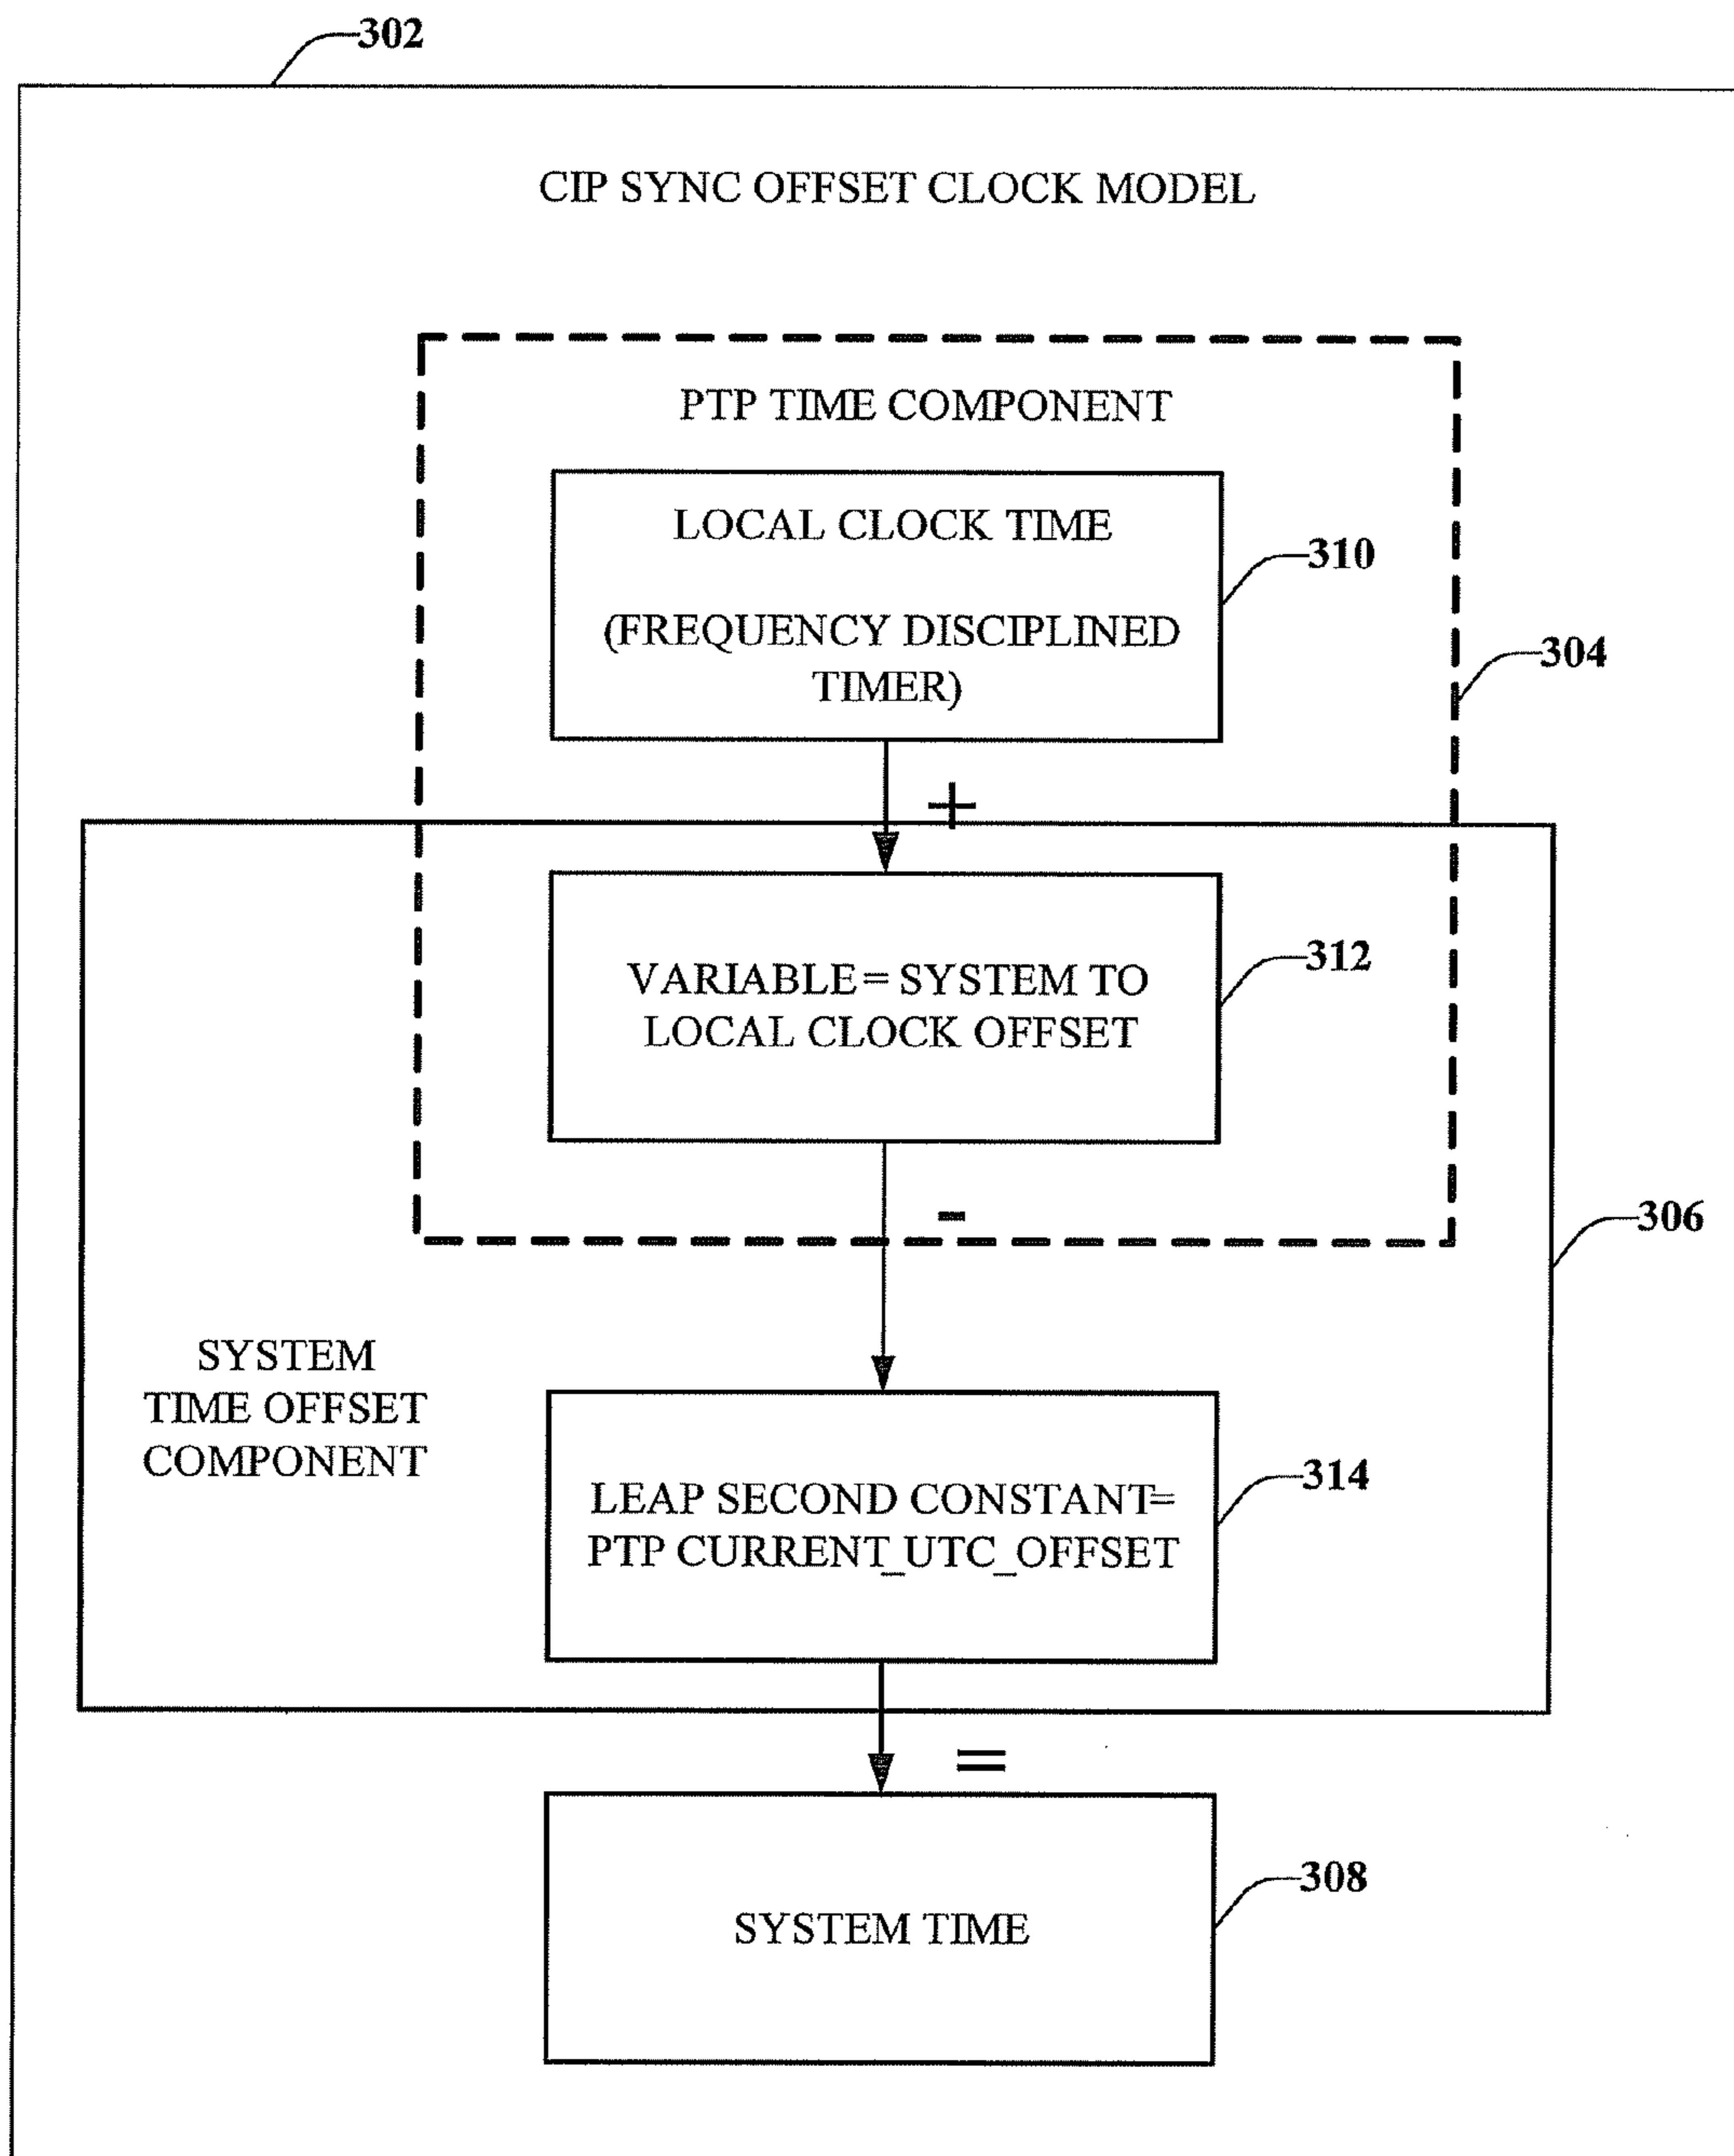 302
CIP SYNC OFFSET CLOCK MODEL
PTP TIME COMPONENT
LOCAL CLOCK TIME
310
(FREQUENCY DISCIPLINED
TIMER)
304
+
VARIABLE = SYSTEM TO
LOCAL CLOCK OFFSET
312
-
306
SYSTEM
TIME OFFSET
COMPONENT
LEAP SECOND CONSTANT=
PTP CURRENT_UTC_OFFSET
314
=
SYSTEM TIME
308